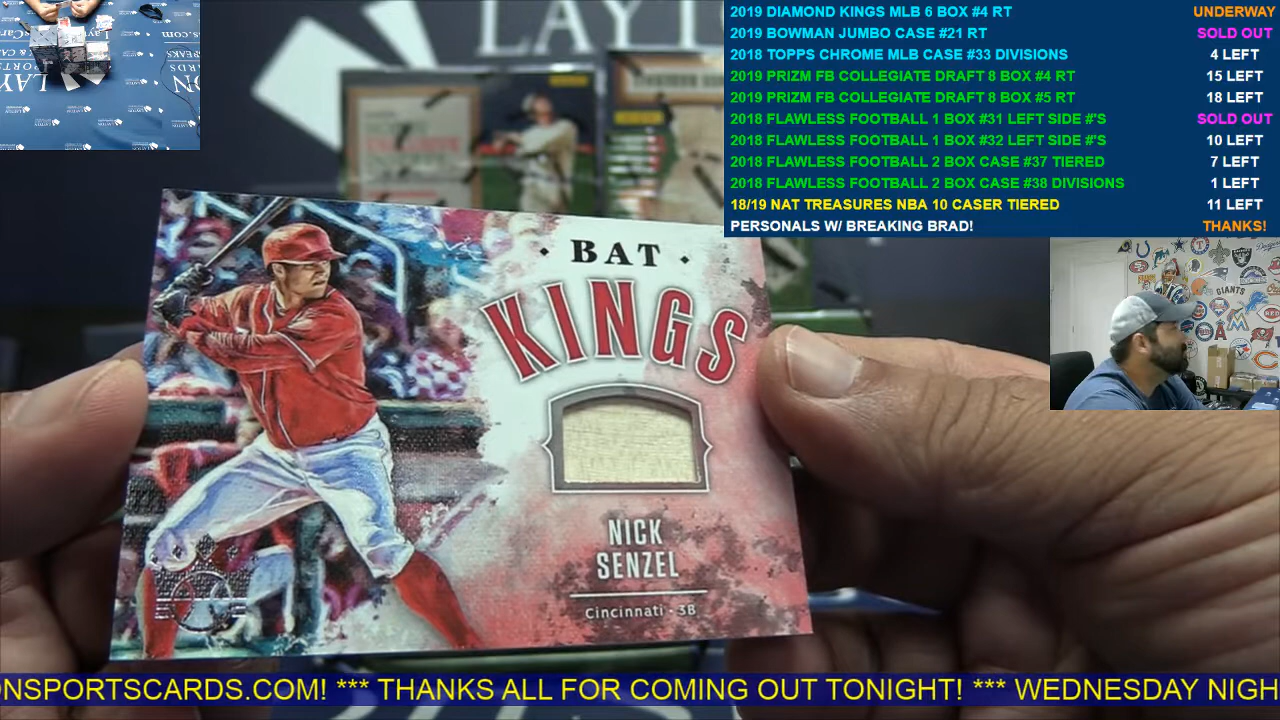 2019 DIAMOND KINGS MLB 6 BOX #4 RT UNDERWAY
2019 BOWMAN JUMBO CASE #21 RT SOLD OUT
2018 TOPPS CHROME MLB CASE #33 DIVISIONS 4 LEFT
2019 PRIZM FB COLLEGIATE DRAFT 8 BOX #4 RT 15 LEFT
2019 PRIZM FB COLLEGIATE DRAFT 8 BOX #5 RT 18 LEFT
2018 FLAWLESS FOOTBALL 1 BOX #31 LEFT SIDE #'S SOLD OUT
2018 FLAWLESS FOOTBALL 1 BOX #32 LEFT SIDE #'S 10 LEFT
2018 FLAWLESS FOOTBALL 2 BOX CASE #37 TIERED 7 LEFT
2018 FLAWLESS FOOTBALL 2 BOX CASE #38 DIVISIONS 1 LEFT
18/19 NAT TREASURES NBA 10 CASER TIERED 11 LEFT
PERSONALS W/ BREAKING BRAD! THANKS!
LAYTO
GIANTS
BAT
KINGS
NICK
SENZEL
Cincinnati - 3B
ONSPORTSCARDS.COM! *** THANKS ALL FOR COMING OUT TONIGHT! *** WEDNESDAY NIGH